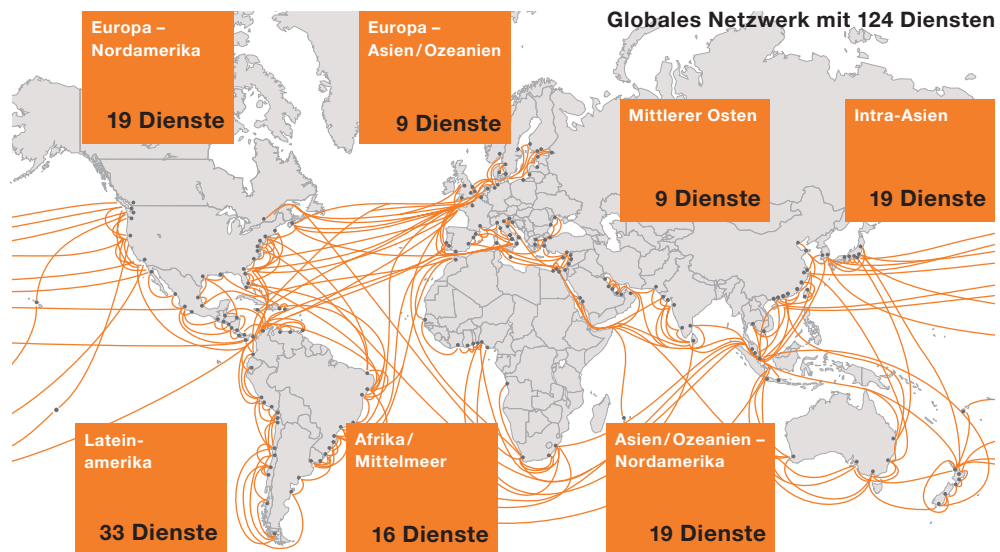 Globales Netzwerk mit 124 Diensten
Europa –
Nordamerika
19 Dienste
Europa –
Asien/Ozeanien
9 Dienste
Mittlerer Osten
9 Dienste
Intra-Asien
19 Dienste
Latein-
amerika
33 Dienste
Afrika/
Mittelmeer
16 Dienste
Asien/Ozeanien –
Nordamerika
19 Dienste